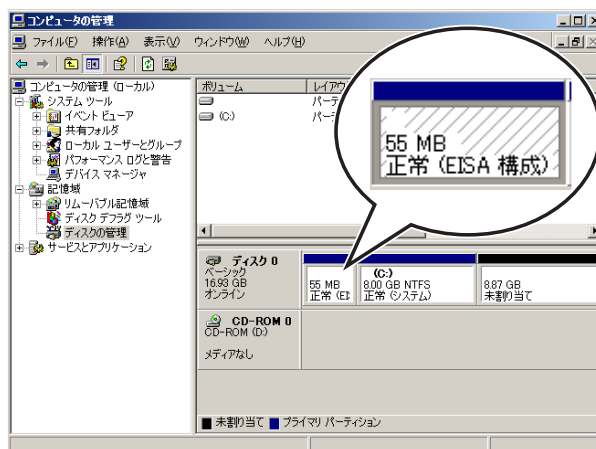 コンピュータの管理
ファイル(F) 操作(A) 表示(V) ウィンドウ(W) ヘルプ(H)
コンピュータの管理 (ローカル)
システム ツール
イベント ビューア
共有フォルダ
ローカル ユーザーとグループ
パフォーマンス ログと警告
デバイス マネージャ
記憶域
リムーバブル記憶域
ディスク デフラグ ツール
ディスクの管理
サービスとアプリケーション
ボリューム レイアウ
パーテ
(C:) パーテ
55 MB
正常 (EISA 構成)
ディスク 0
ベーシック
16.93 GB
オンライン
55 MB
正常 (EI
(C:)
8.00 GB NTFS
正常 (システム)
8.87 GB
未割り当て
CD-ROM 0
CD-ROM (D:)
メディアなし
未割り当て プライマリ パーティション